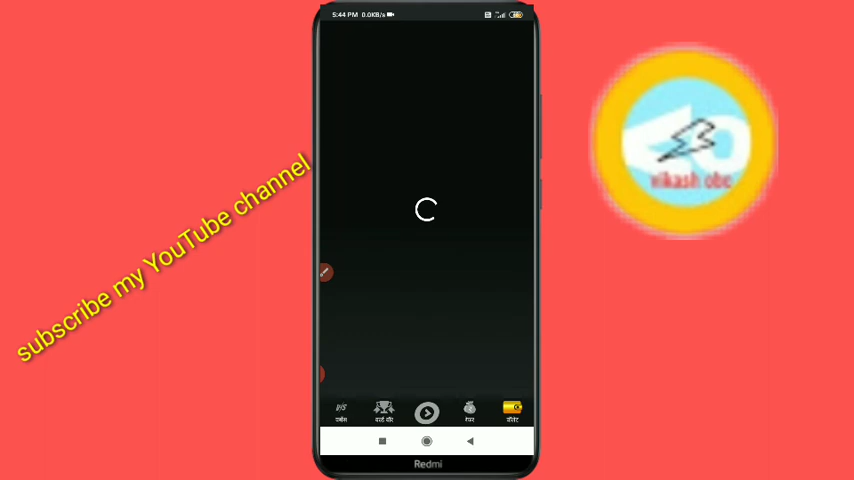 5:44 PM 0.0KB/s
subscribe my YouTube channel
vikash obc
V/S
वॉलेट
Redmi